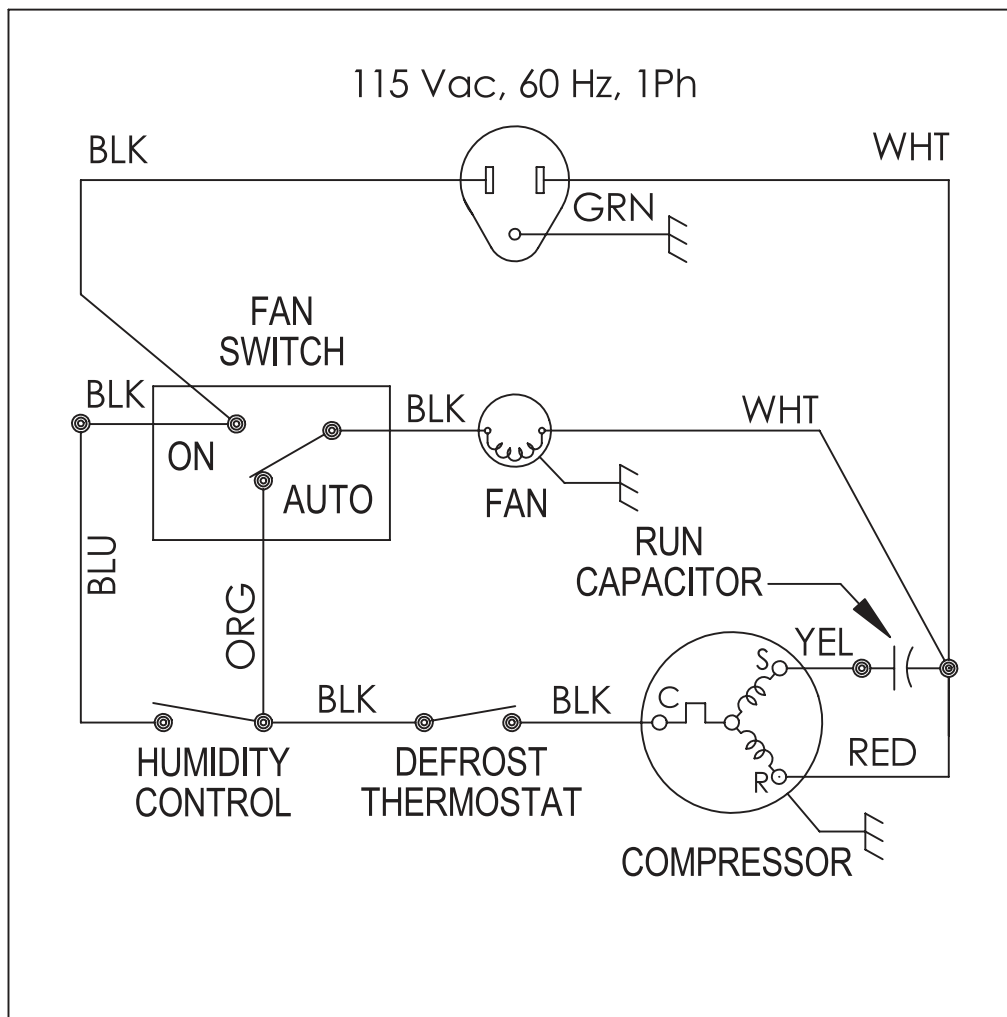 115 Vac, 60 Hz, 1Ph
BLK
WHT
GRN
FAN
SWITCH
BLK
ON
AUTO
BLK
WHT
FAN
BLU
ORG
RUN
CAPACITOR
YEL
S
C
R
BLK
BLK
RED
HUMIDITY
CONTROL
DEFROST
THERMOSTAT
COMPRESSOR